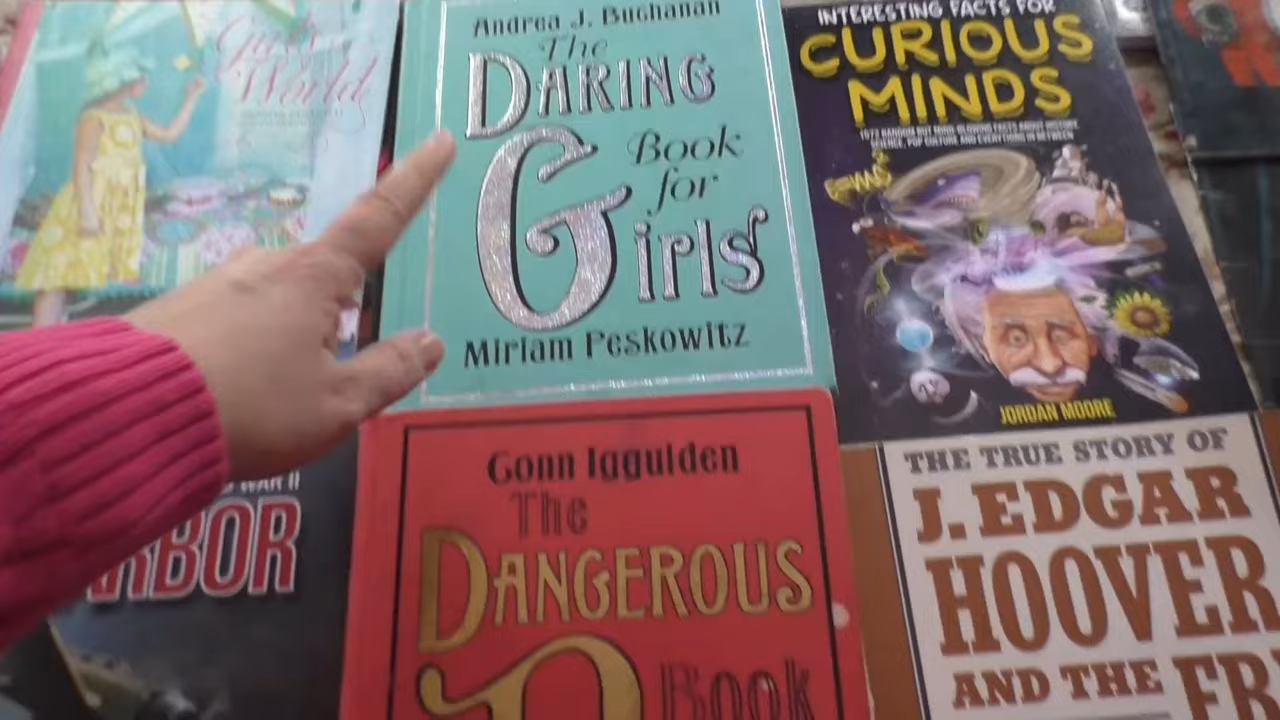 Girls
World
Andrea J. Buchanan
The
DARING
Book
for
Girls
Miriam Peskowitz
INTERESTING FACTS FOR
CURIOUS
MINDS
1572 RANDOM BUT MIND-BLOWING FACTS ABOUT HISTORY,
SCIENCE, POP CULTURE AND EVERYTHING IN BETWEEN
JORDAN MOORE
WAR II
RBOR
Conn Iggulden
The
DANGEROUS
Book
THE TRUE STORY OF
J. EDGAR
HOOVER
AND THE FB